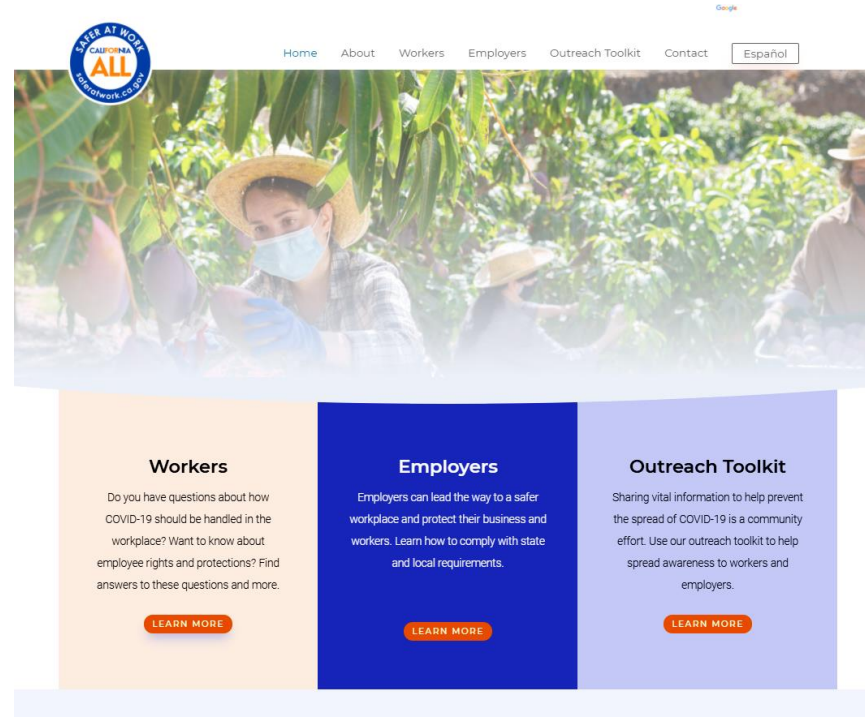 Google
SAFER AT WORK
CALIFORNIA
ALL
saferatwork.ca.gov
Home About Workers Employers Outreach Toolkit Contact Español
Workers
Do you have questions about how
COVID-19 should be handled in the
workplace? Want to know about
employee rights and protections? Find
answers to these questions and more.
LEARN MORE
Employers
Employers can lead the way to a safer
workplace and protect their business and
workers. Learn how to comply with state
and local requirements.
LEARN MORE
Outreach Toolkit
Sharing vital information to help prevent
the spread of COVID-19 is a community
effort. Use our outreach toolkit to help
spread awareness to workers and
employers.
LEARN MORE